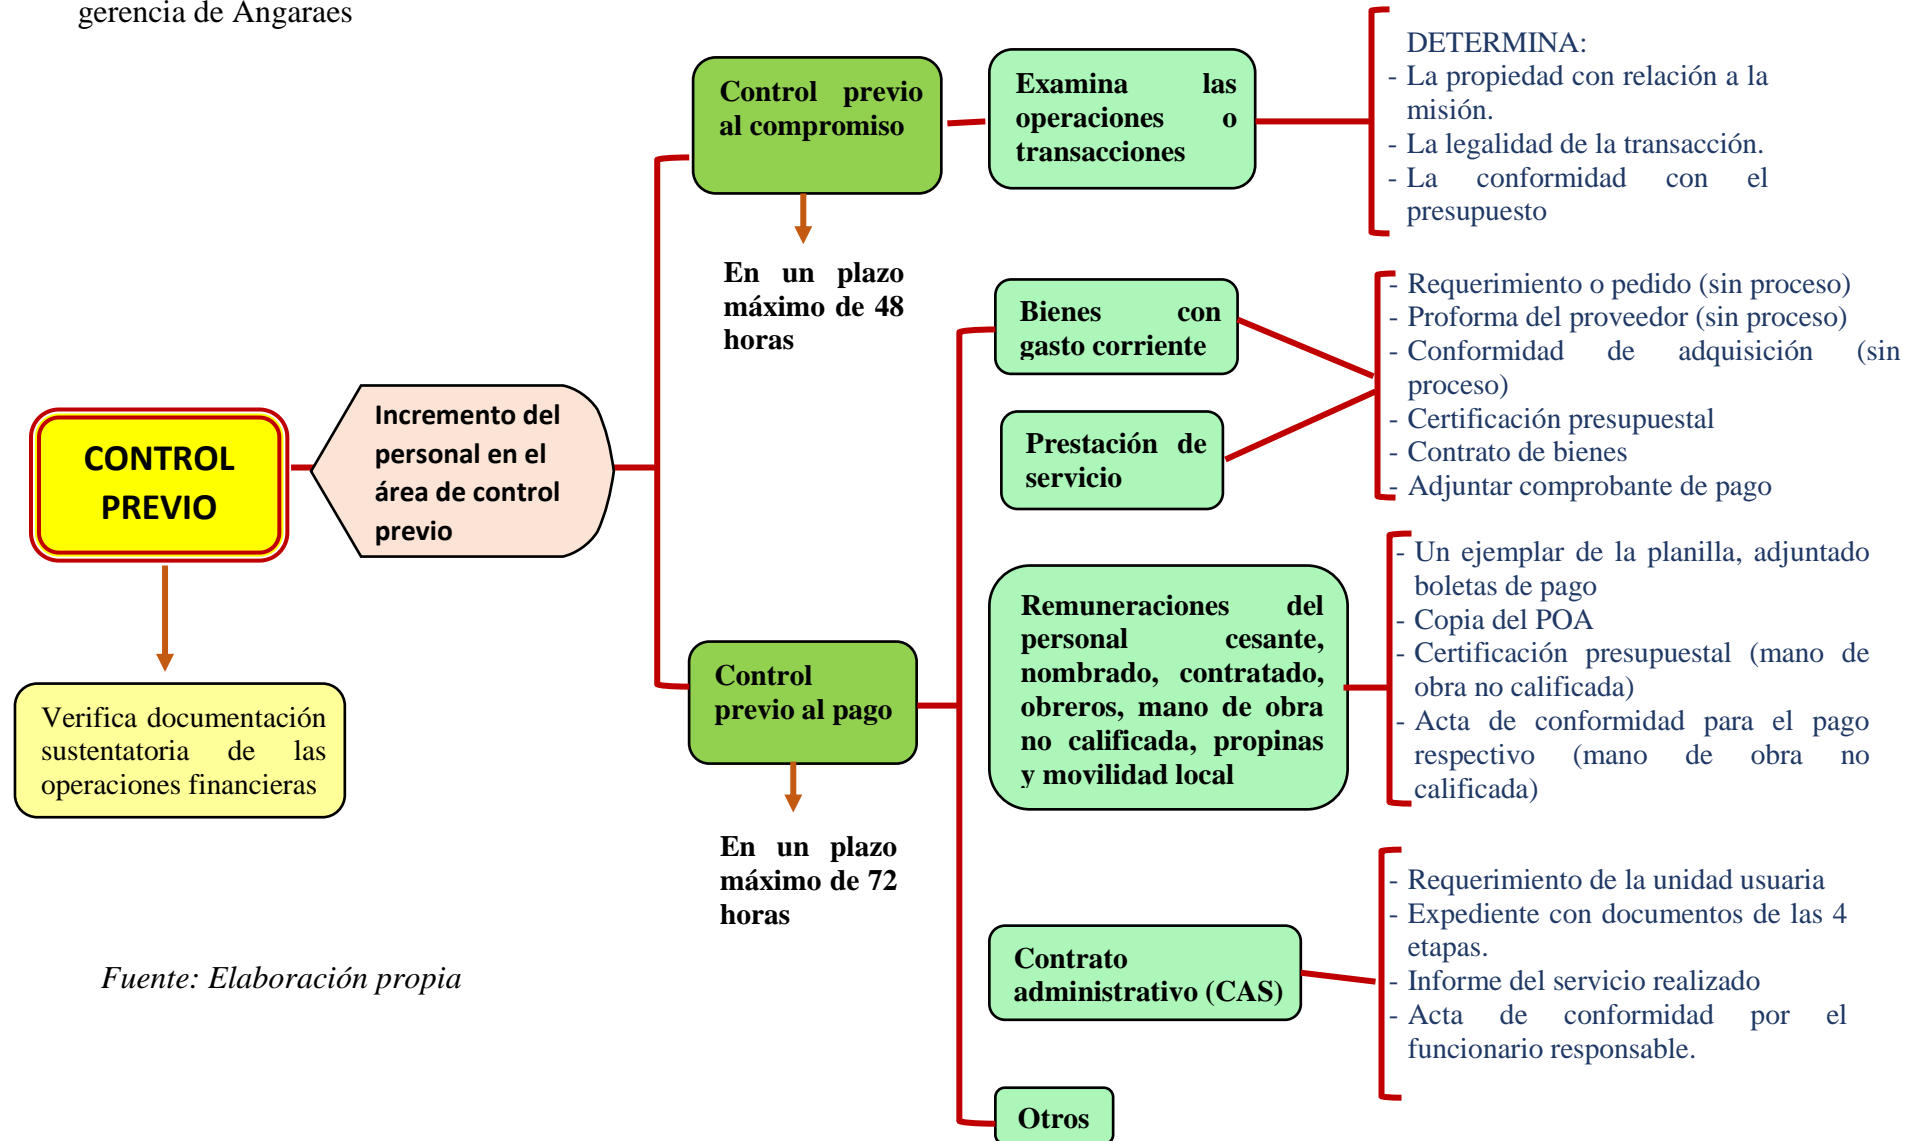 gerencia de Angaraes
CONTROL
PREVIO
Verifica documentación
sustentatoria de las
operaciones financieras
Incremento del
personal en el
área de control
previo
Control previo
al compromiso
En un plazo
máximo de 48
horas
Examina las
operaciones o
transacciones
DETERMINA:
- La propiedad con relación a la
misión.
- La legalidad de la transacción.
- La conformidad con el
presupuesto
Control
previo al pago
En un plazo
máximo de 72
horas
Bienes con
gasto corriente
Prestación de
servicio
- Requerimiento o pedido (sin proceso)
- Proforma del proveedor (sin proceso)
- Conformidad de adquisición (sin
proceso)
- Certificación presupuestal
- Contrato de bienes
- Adjuntar comprobante de pago
Remuneraciones del
personal cesante,
nombrado, contratado,
obreros, mano de obra
no calificada, propinas
y movilidad local
- Un ejemplar de la planilla, adjuntado
boletas de pago
- Copia del POA
- Certificación presupuestal (mano de
obra no calificada)
- Acta de conformidad para el pago
respectivo (mano de obra no
calificada)
Contrato
administrativo (CAS)
- Requerimiento de la unidad usuaria
- Expediente con documentos de las 4
etapas.
- Informe del servicio realizado
- Acta de conformidad por el
funcionario responsable.
Otros
Fuente: Elaboración propia